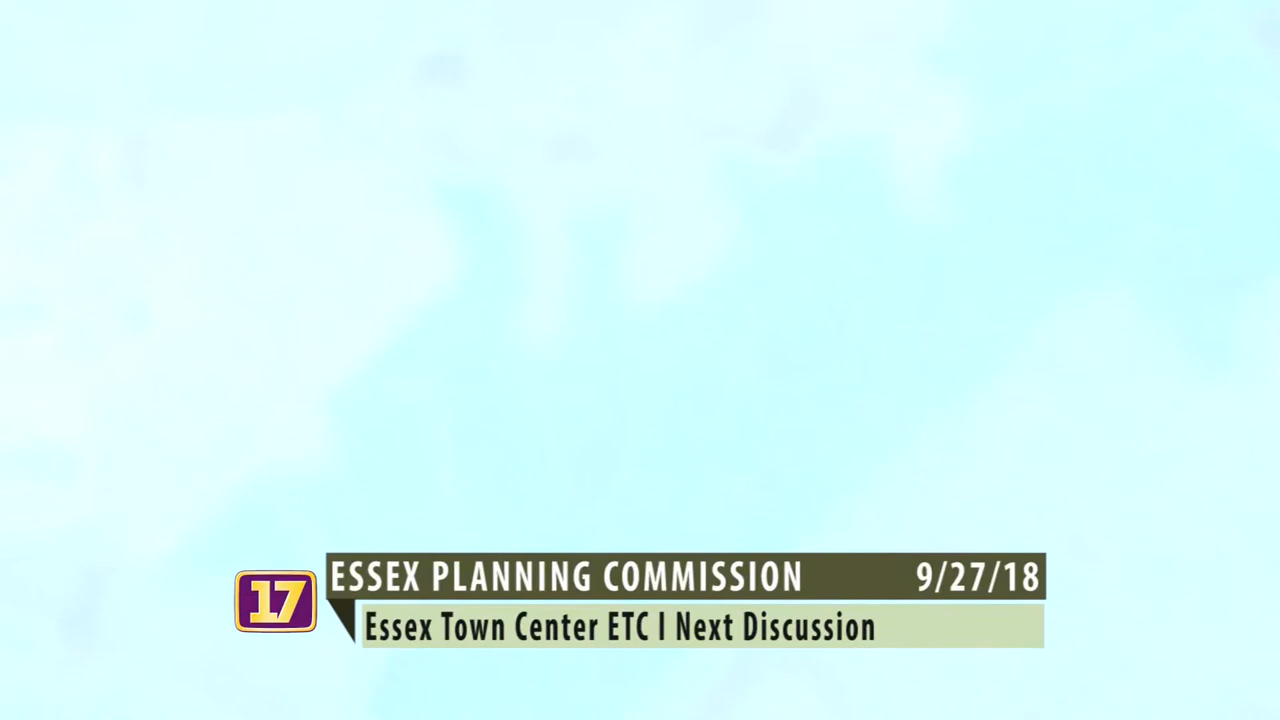 17
ESSEX PLANNING COMMISSION 9/27/18
Essex Town Center ETC I Next Discussion